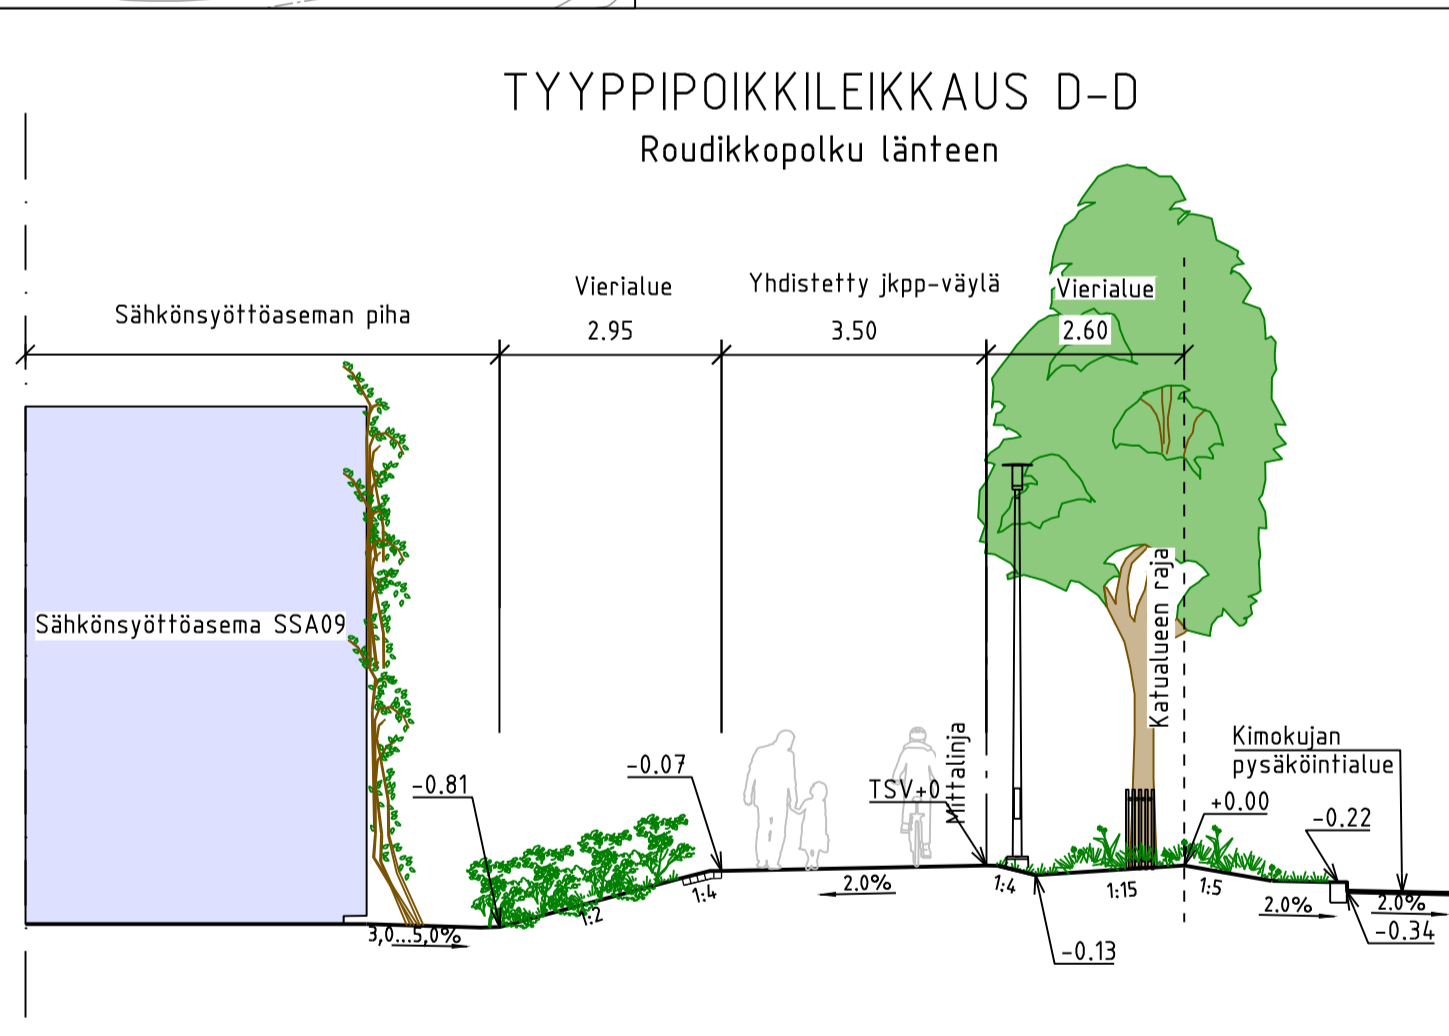 TYYPPIPOIKKILEIKKAUS D-D
Roudikkopolku länteen
Sähkönsyöttöaseman piha
Vierialue
2.95
Yhdistetty jkpp-väylä
3.50
Vierialue
2.60
Sähkönsyöttöasema SSA09
Katualueen raja
Mittalinja
Kimokujan
pysäköintialue
-0.81
-0.07
TSV+0
+0.00
-0.22
3,0...5,0%
1:2
1:4
2.0%
1:4
1:15
1:5
2.0%
2.0%
-0.34
-0.13